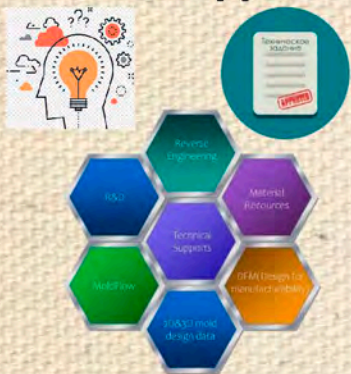 ???
Техническое
задание
Reverse
Engineering
R&D
Material
Resources
Technical
Supports
MoldFlow
DFM( Design for
manufacturability)
2D&3D mold
design data